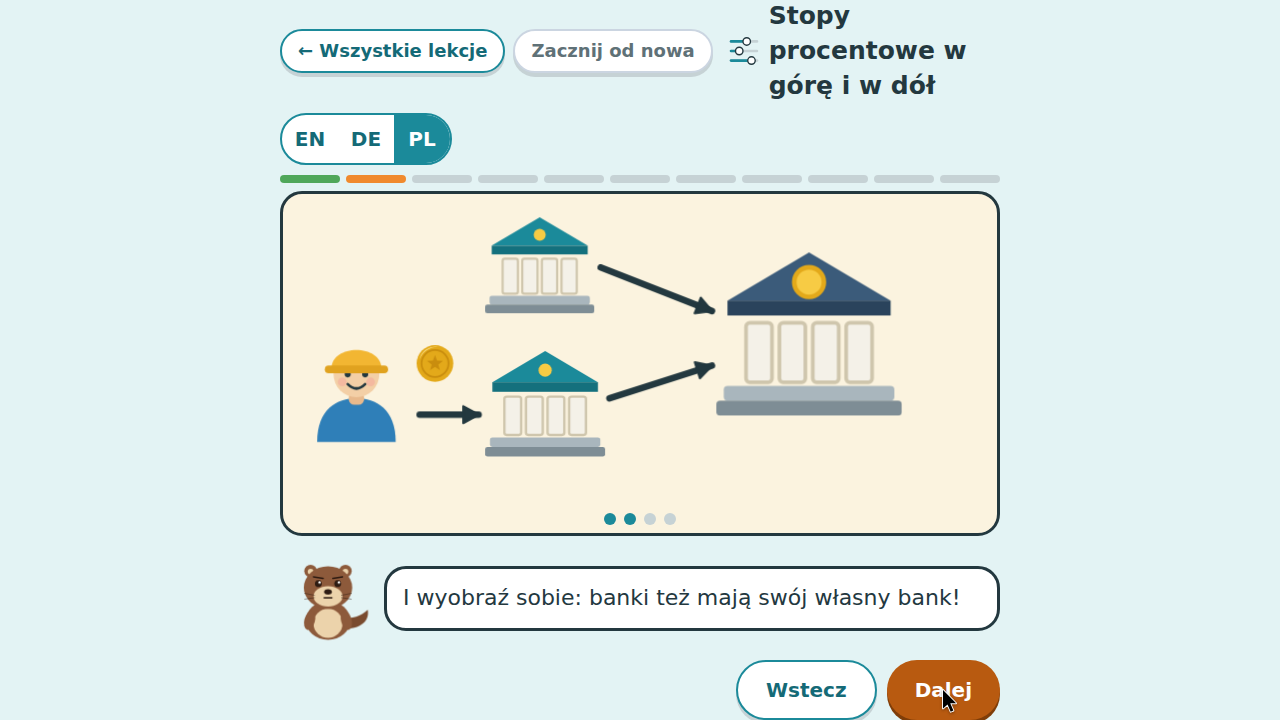 ← Wszystkie lekcje
Zacznij od nowa
Stopy
procentowe w
górę i w dół
EN DE PL
I wyobraź sobie: banki też mają swój własny bank!
Wstecz
Dalej